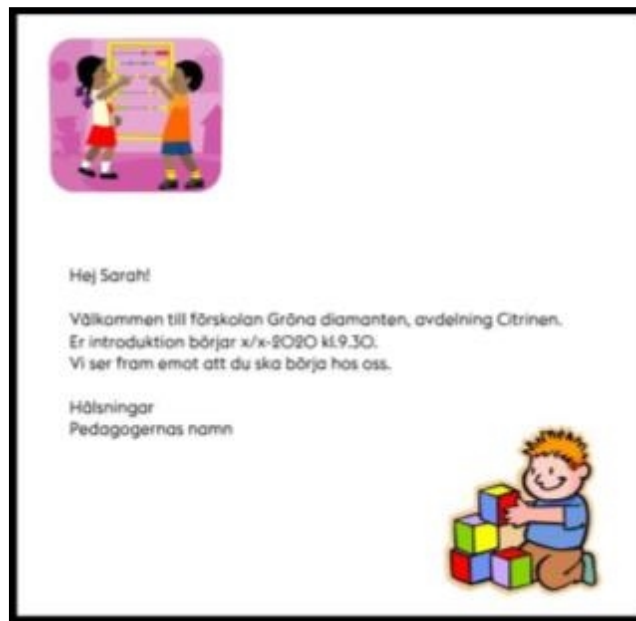 Hej Sarah!
Välkommen till förskolan Gröna diamanten, avdelning Citrinen.
Er introduktion börjar x/x-2020 kl.9.30.
Vi ser fram emot att du ska börja hos oss.
Hälsningar
Pedagogernas namn